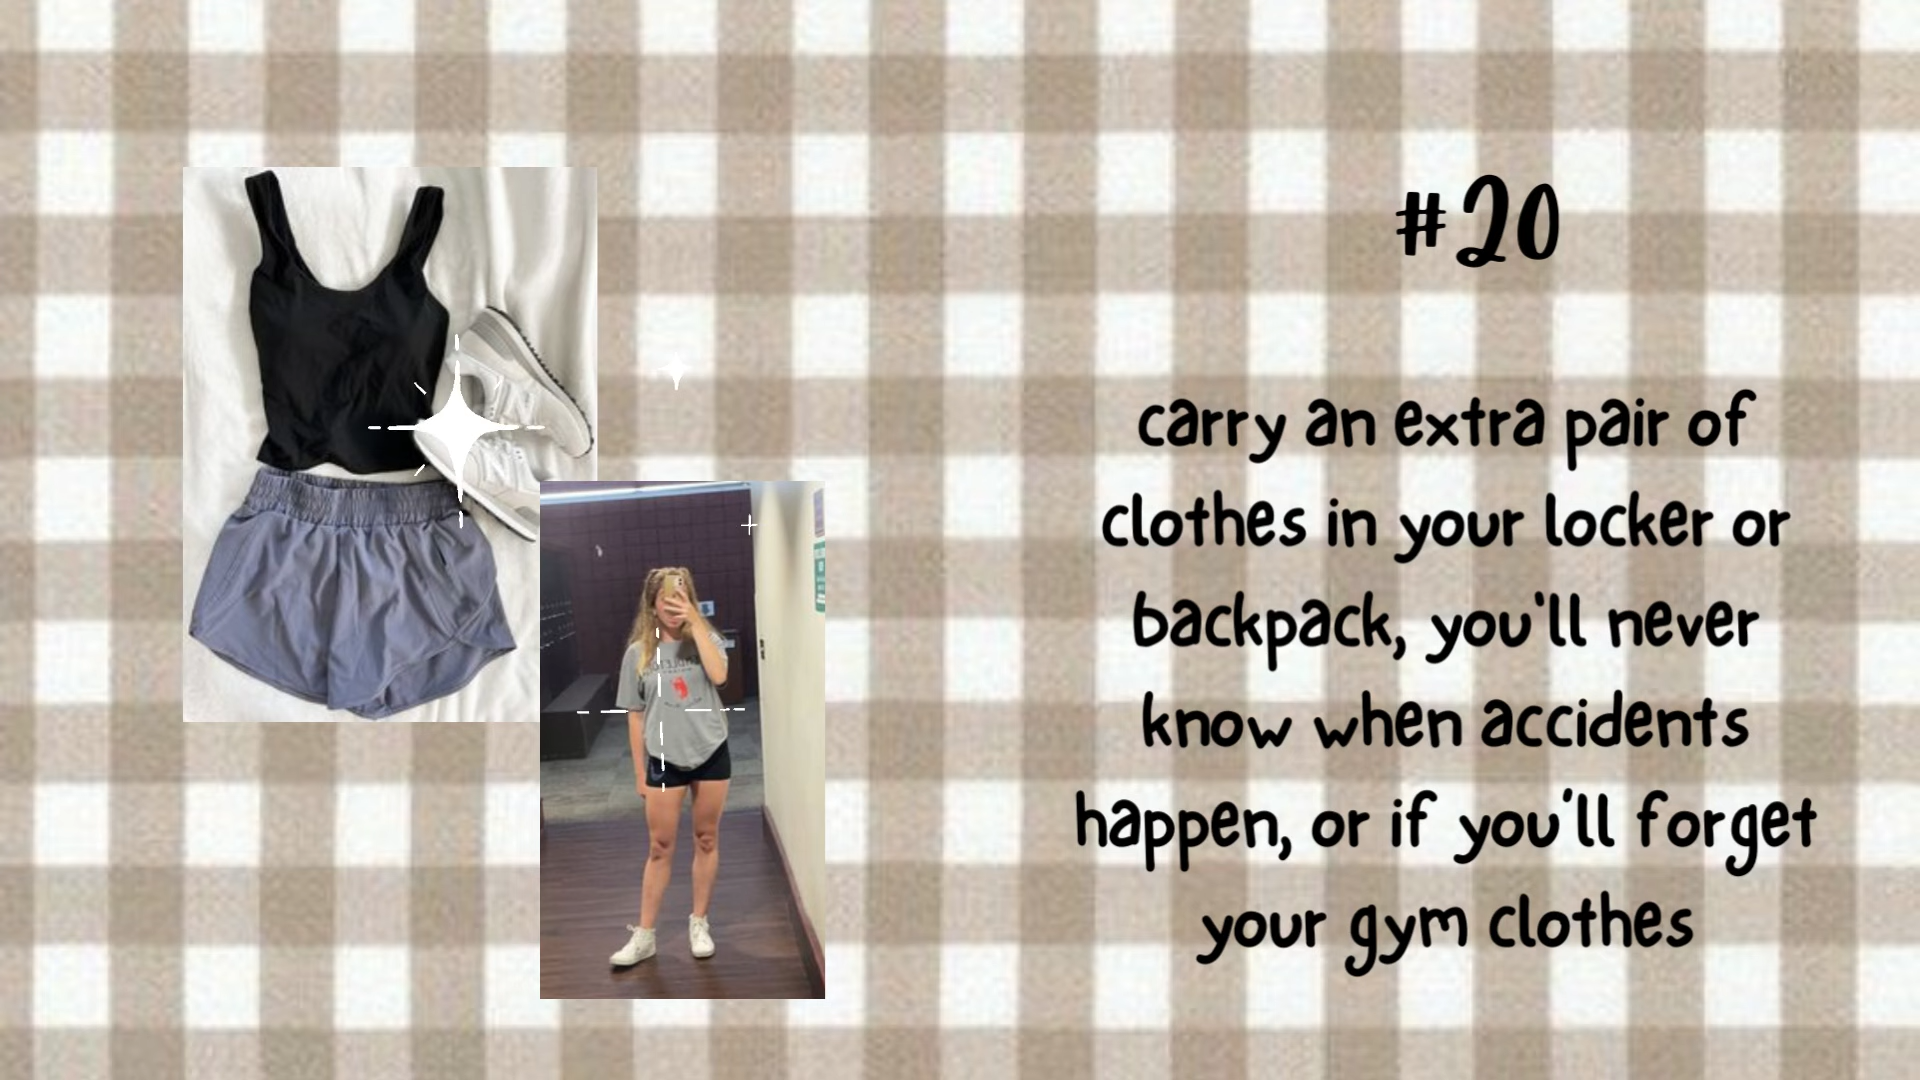 #20
carry an extra pair of
clothes in your locker or
backpack, you'll never
know when accidents
happen, or if you'll forget
your gym clothes